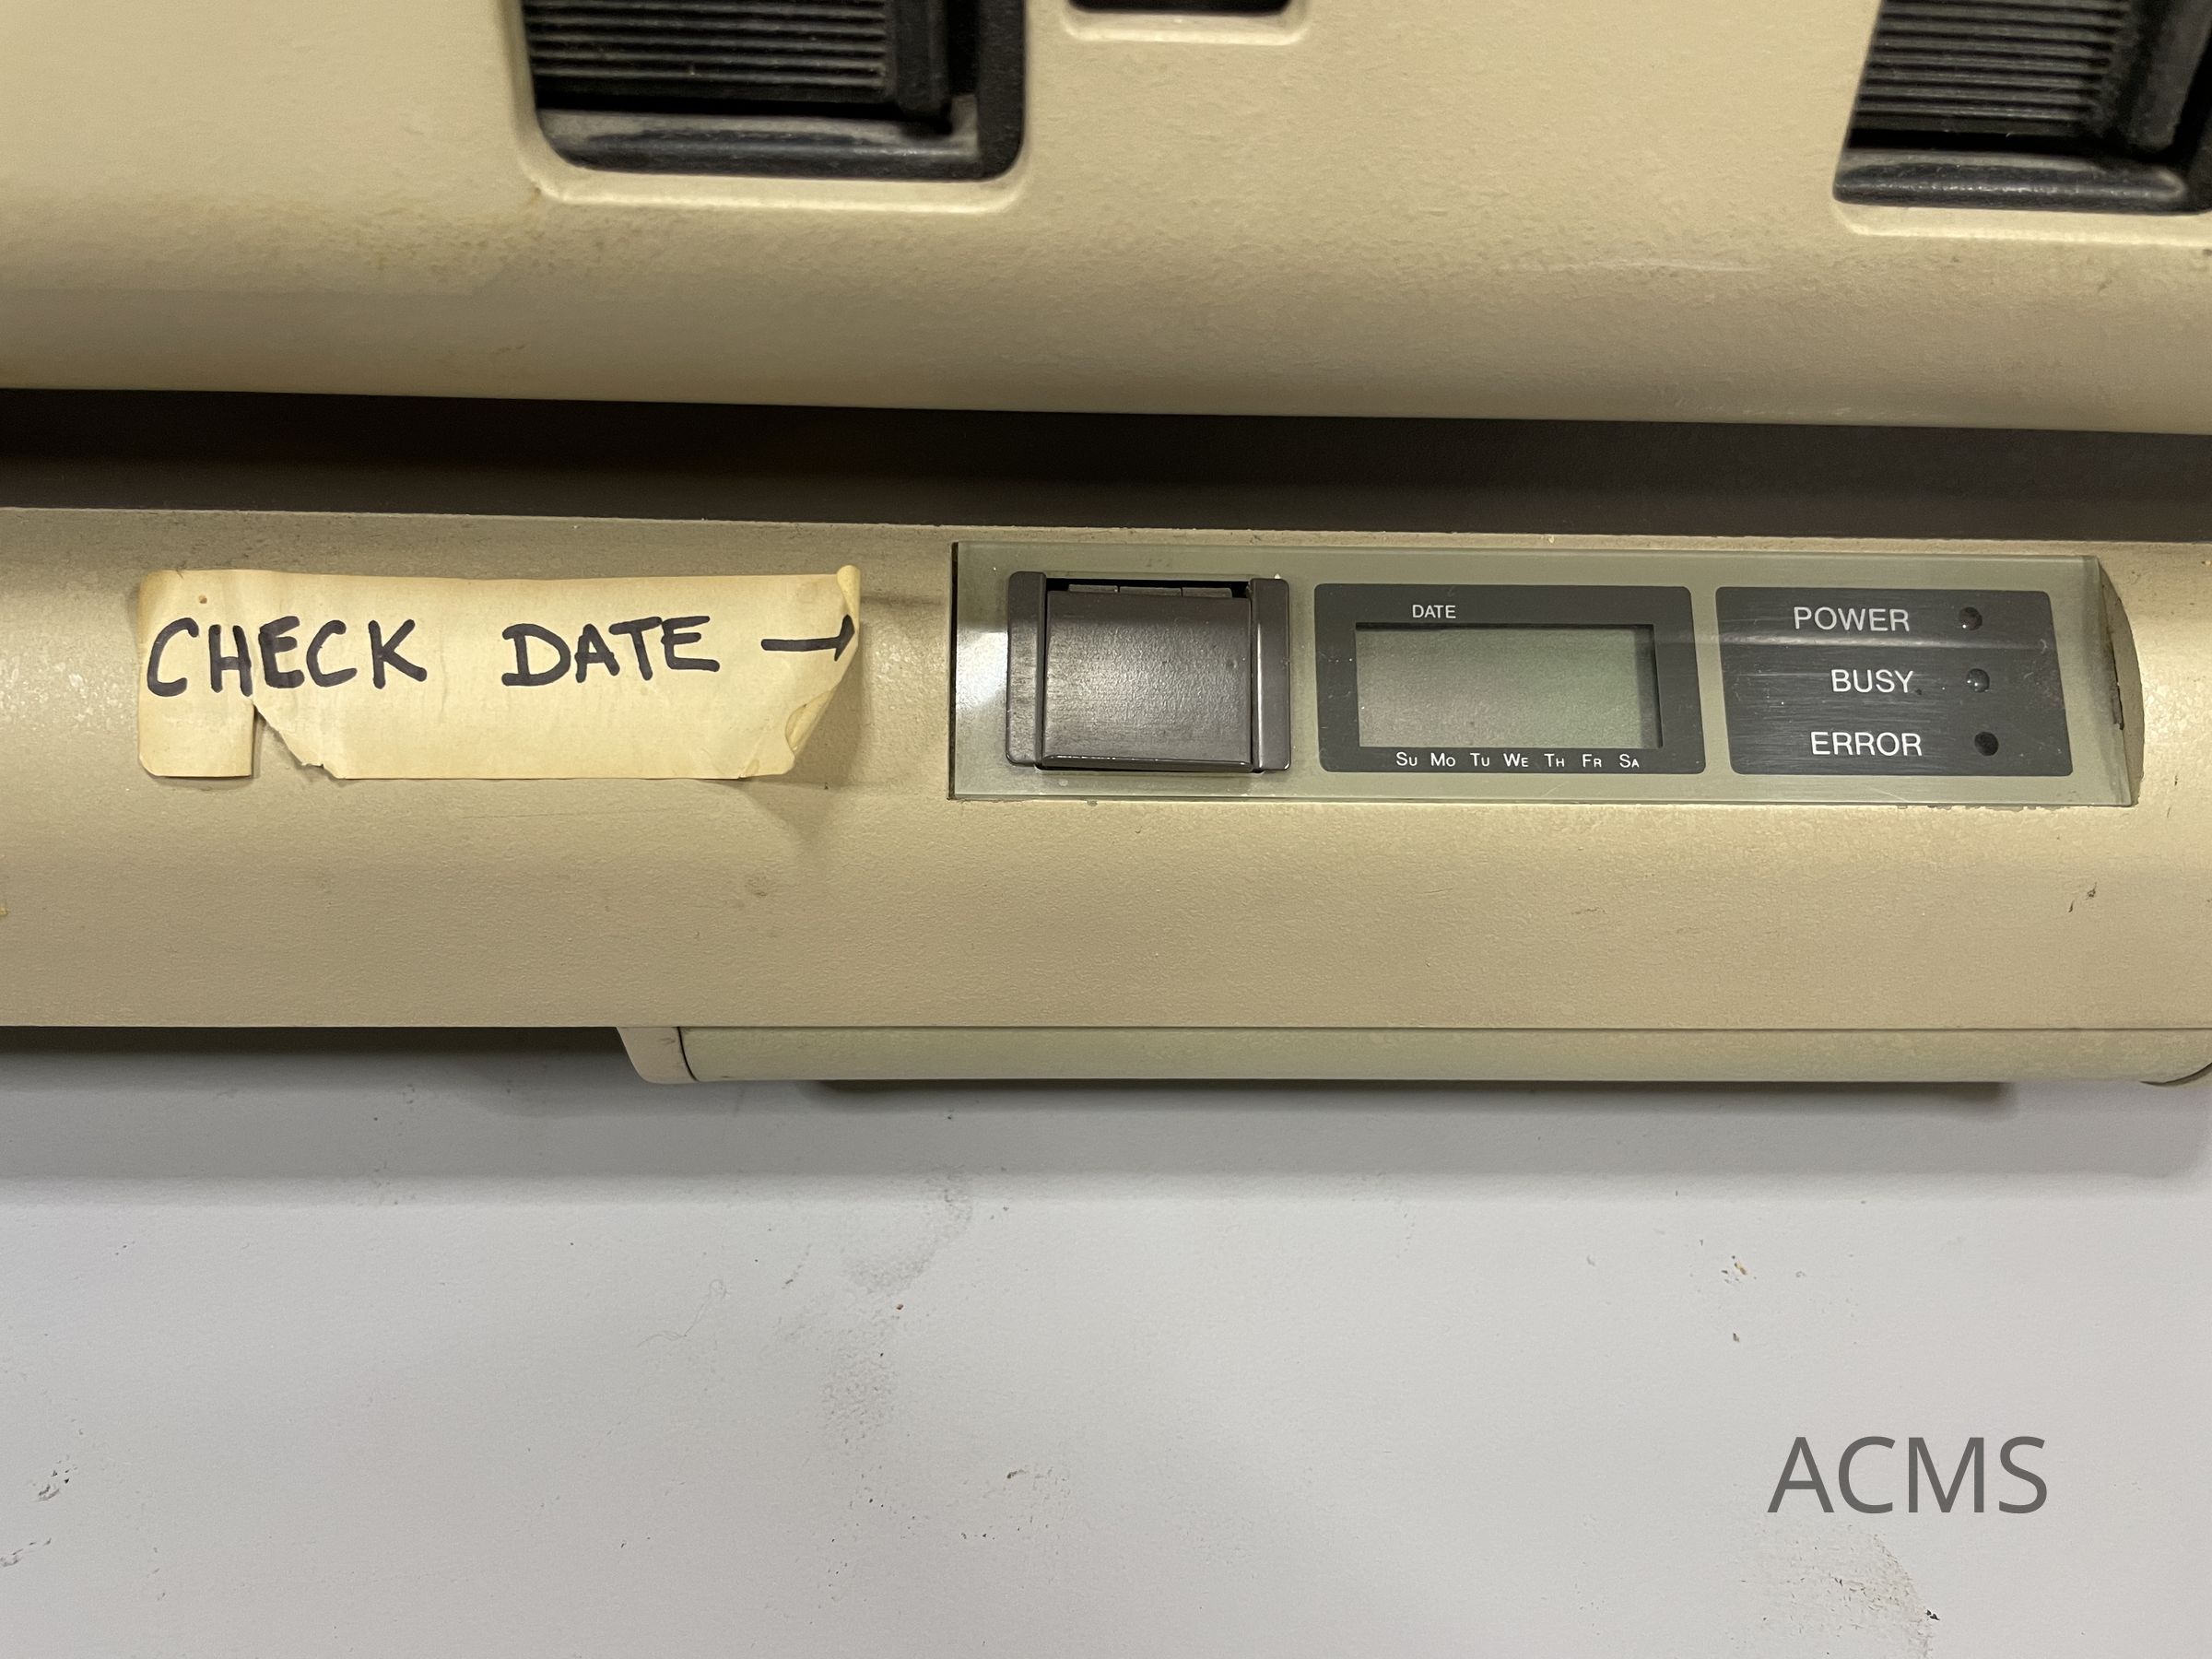 CHECK DATE →
DATE
Su Mo Tu We Th Fr Sa
POWER
BUSY
ERROR
ACMS